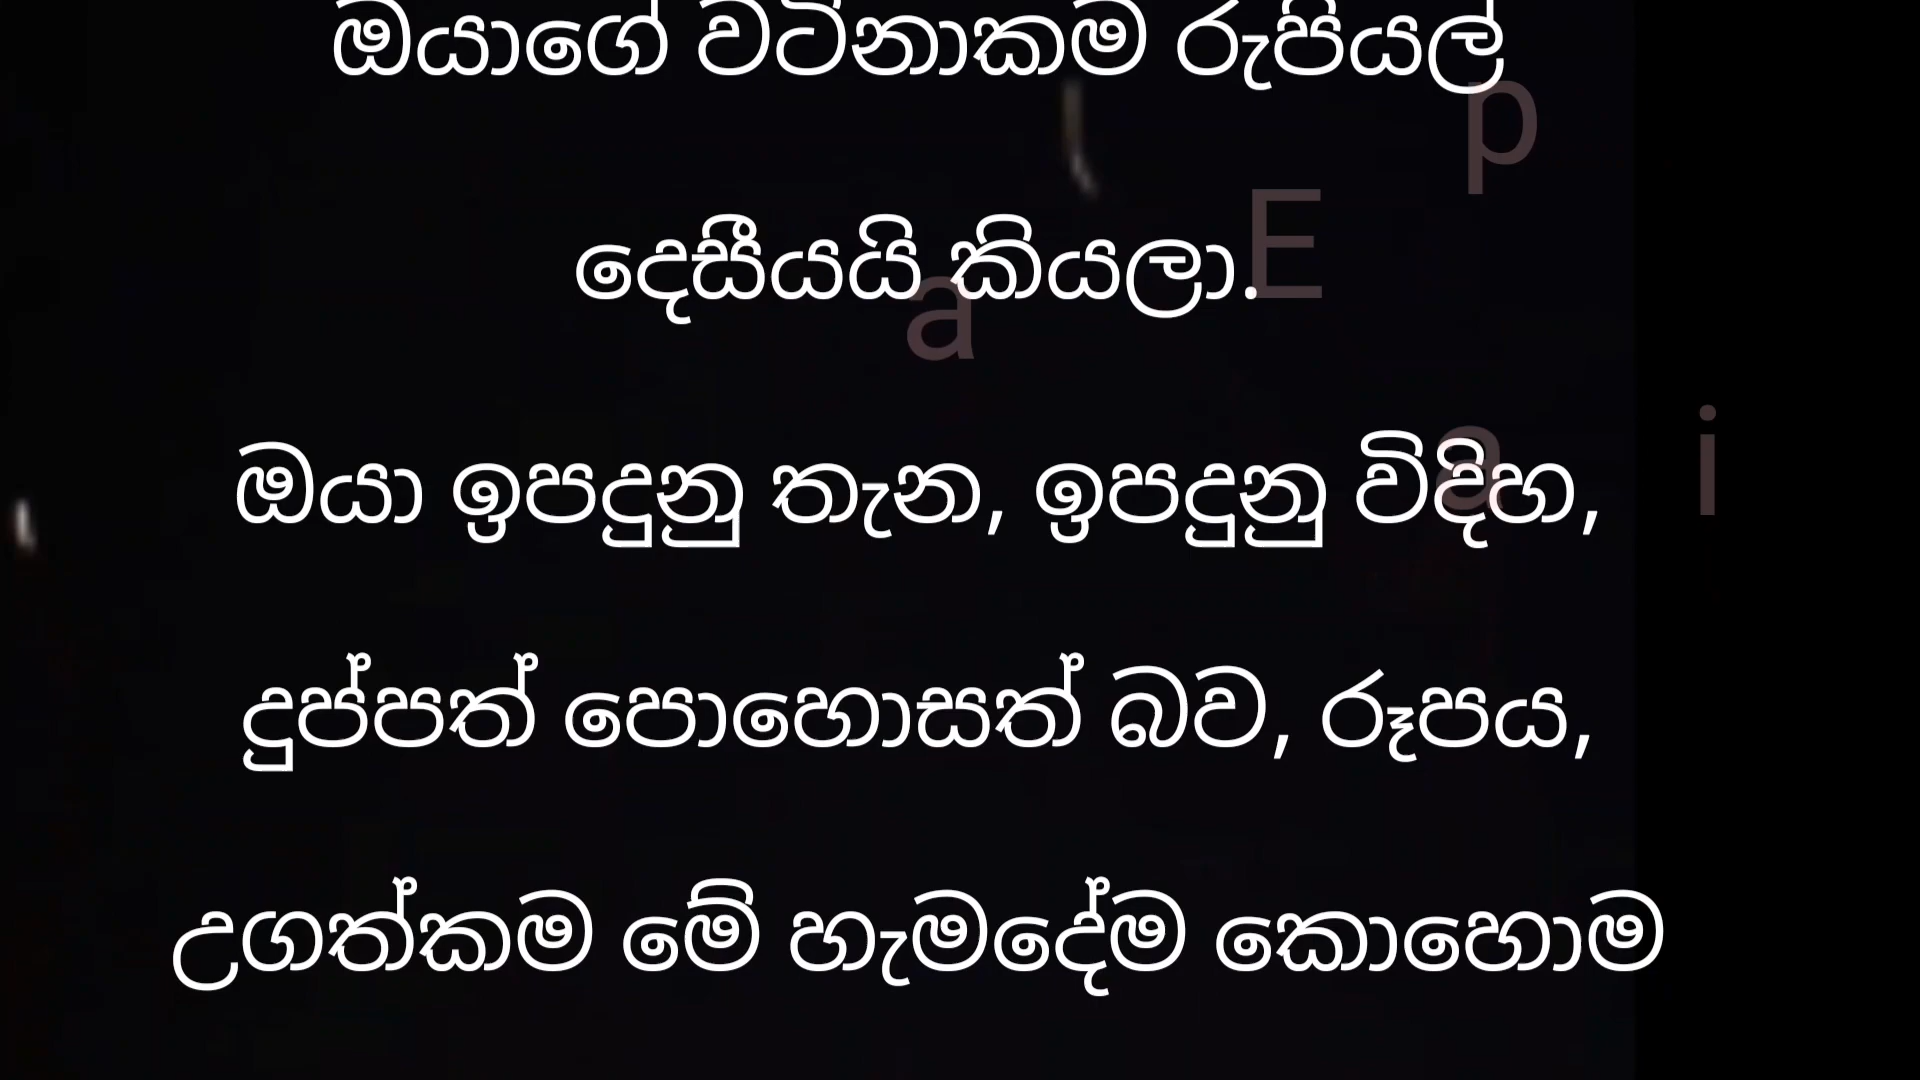 ඔයාගේ වටිනාකම රුපියල්
දෙසීයයි කියලා.
ඔයා ඉපදුනු තැන, ඉපදුනු විදිහ,
දුප්පත් පොහොසත් බව, රූපය,
උගත්කම මේ හැමදේම කොහොම
p
E
a
a
i